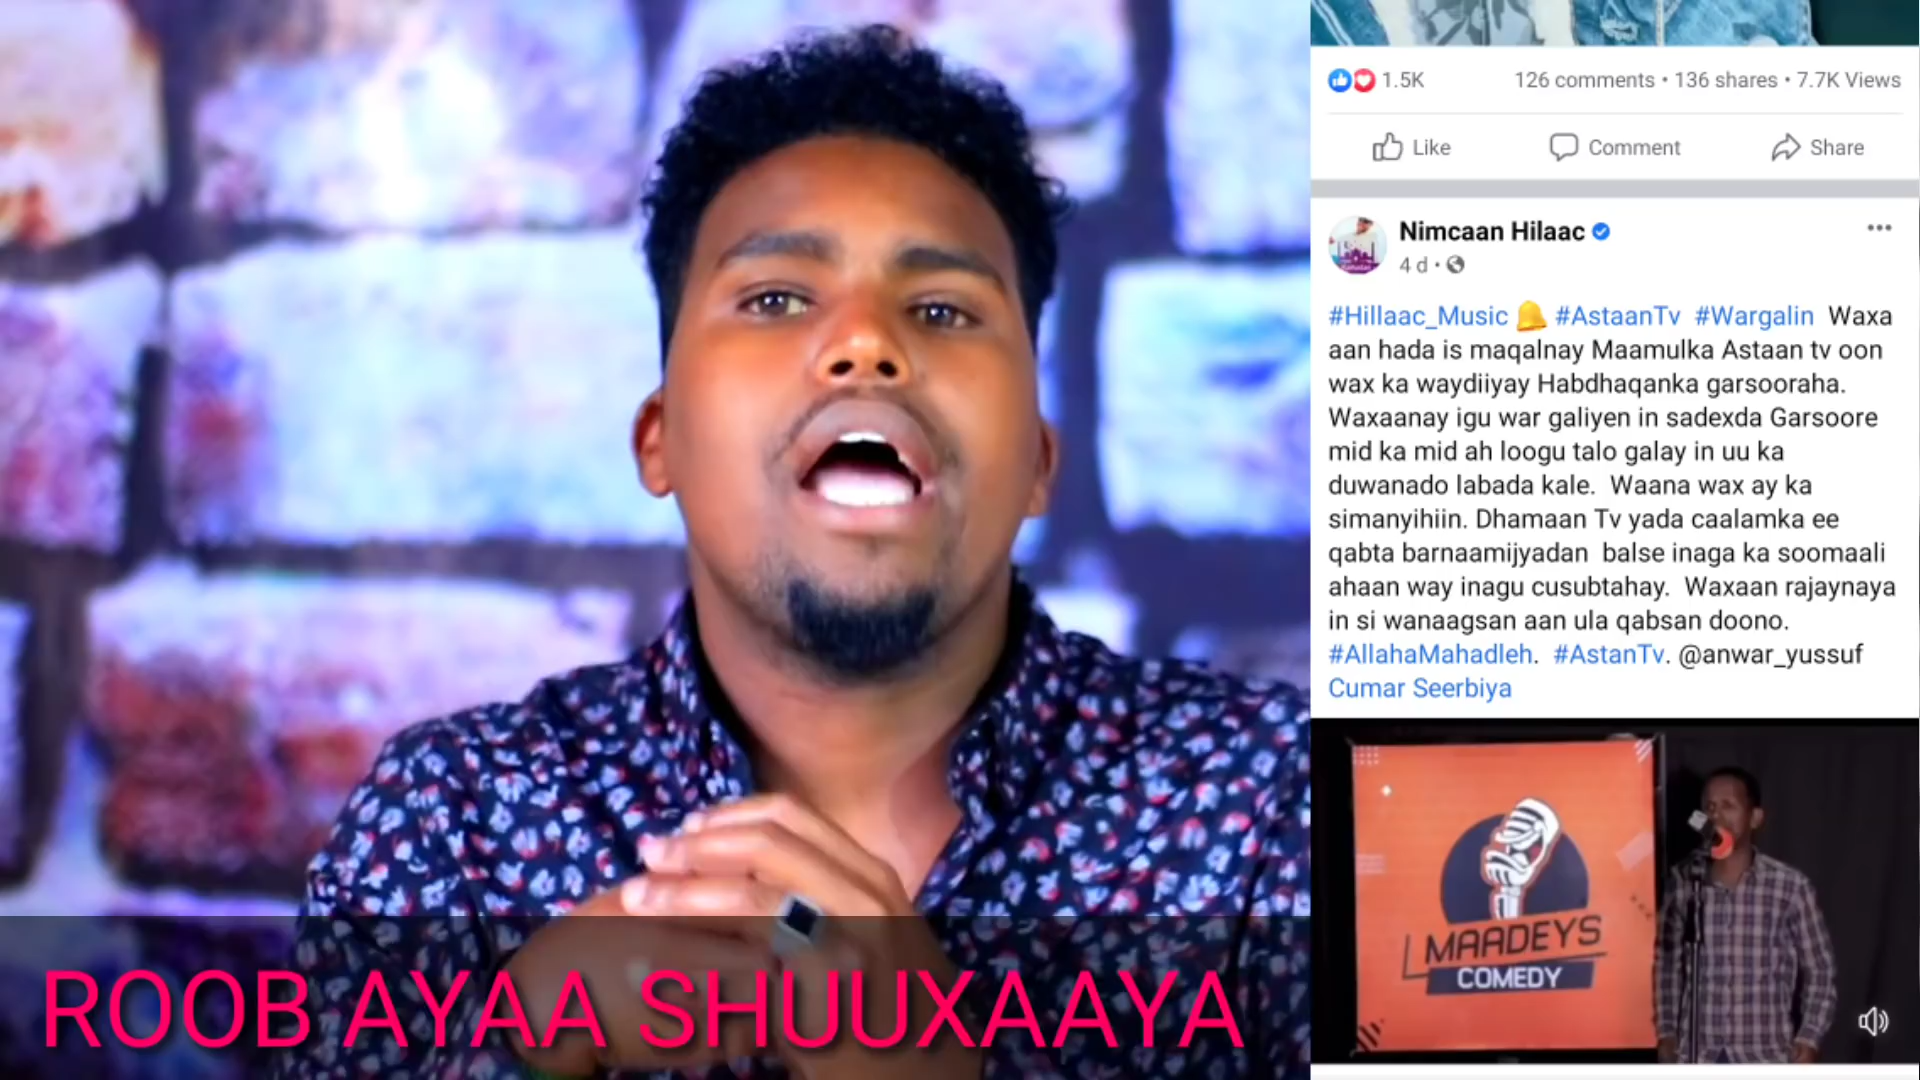 ROOB AYAA SHUUXAAYA
1.5K 126 comments • 136 shares • 7.7K Views
Like Comment Share
Nimcaan Hilaac
4 d
#Hillaac_Music 🔔 #AstaanTv #Wargalin Waxa
aan hada is maqalnay Maamulka Astaan tv oon
wax ka waydiiyay Habdhaqanka garsooraha.
Waxaanay igu war galiyen in sadexda Garsoore
mid ka mid ah loogu talo galay in uu ka
duwanado labada kale. Waana wax ay ka
simanyihiin. Dhamaan Tv yada caalamka ee
qabta barnaamijyadan balse inaga ka soomaali
ahaan way inagu cusubtahay. Waxaan rajaynaya
in si wanaagsan aan ula qabsan doono.
#AllahaMahadleh. #AstanTv. @anwar_yussuf
Cumar Seerbiya
MAADEYS
COMEDY